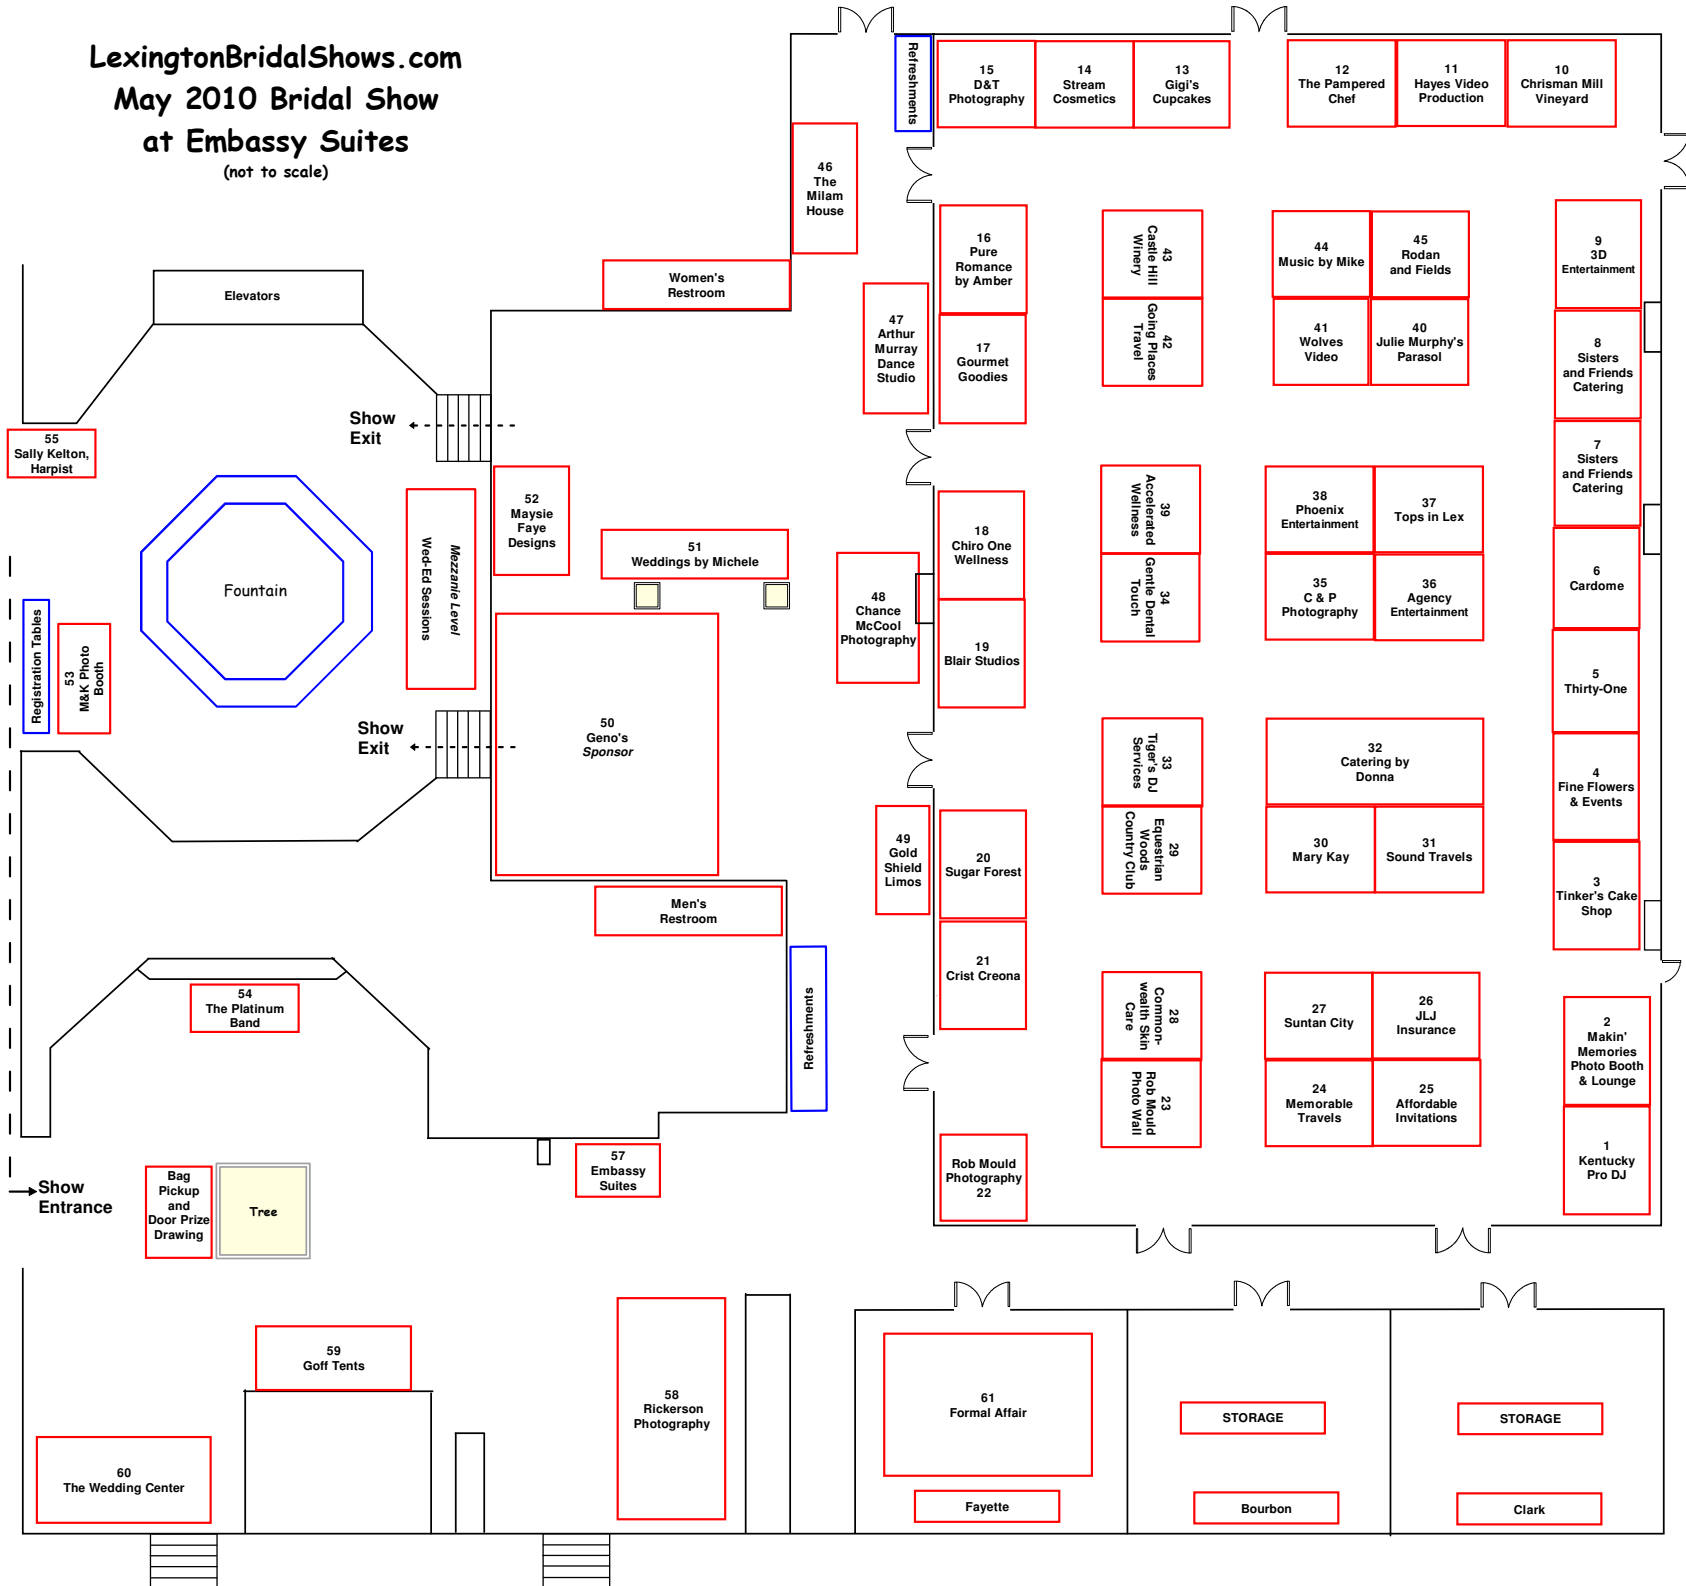 LexingtonBridalShows.com
May 2010 Bridal Show
at Embassy Suites
(not to scale)
Refreshments
15
D&T
Photography
14
Stream
Cosmetics
13
Gigi's
Cupcakes
12
The Pampered
Chef
11
Hayes Video
Production
10
Chrisman Mill
Vineyard
46
The
Milam
House
16
Pure
Romance
by Amber
43
Castle Hill
Winery
44
Music by Mike
45
Rodan
and Fields
9
3D
Entertainment
Women's
Restroom
Elevators
47
Arthur
Murray
Dance
Studio
17
Gourmet
Goodies
42
Going Places
Travel
41
Wolves
Video
40
Julie Murphy's
Parasol
8
Sisters
and Friends
Catering
Show
Exit
55
Sally Kelton,
Harpist
7
Sisters
and Friends
Catering
52
Maysie
Faye
Designs
Mezzanie Level
Wed-Ed Sessions
51
Weddings by Michele
18
Chiro One
Wellness
39
Accelerated
Wellness
38
Phoenix
Entertainment
37
Tops in Lex
6
Cardome
Fountain
48
Chance
McCool
Photography
34
Gentle Dental
Touch
35
C & P
Photography
36
Agency
Entertainment
Registration Tables
53
M&K Photo
Booth
19
Blair Studios
5
Thirty-One
Show
Exit
50
Geno's
Sponsor
33
Tiger's DJ
Services
32
Catering by
Donna
4
Fine Flowers
& Events
49
Gold
Shield
Limos
20
Sugar Forest
29
Equestrian
Woods
Country Club
30
Mary Kay
31
Sound Travels
3
Tinker's Cake
Shop
Men's
Restroom
21
Crist Creona
54
The Platinum
Band
Refreshments
28
Common-
wealth Skin
Care
27
Suntan City
26
JLJ
Insurance
2
Makin'
Memories
Photo Booth
& Lounge
23
Rob Mould
Photo Wall
24
Memorable
Travels
25
Affordable
Invitations
1
Kentucky
Pro DJ
57
Embassy
Suites
Rob Mould
Photography
22
Show
Entrance
Bag
Pickup
and
Door Prize
Drawing
Tree
59
Goff Tents
58
Rickerson
Photography
61
Formal Affair
STORAGE
STORAGE
60
The Wedding Center
Fayette
Bourbon
Clark